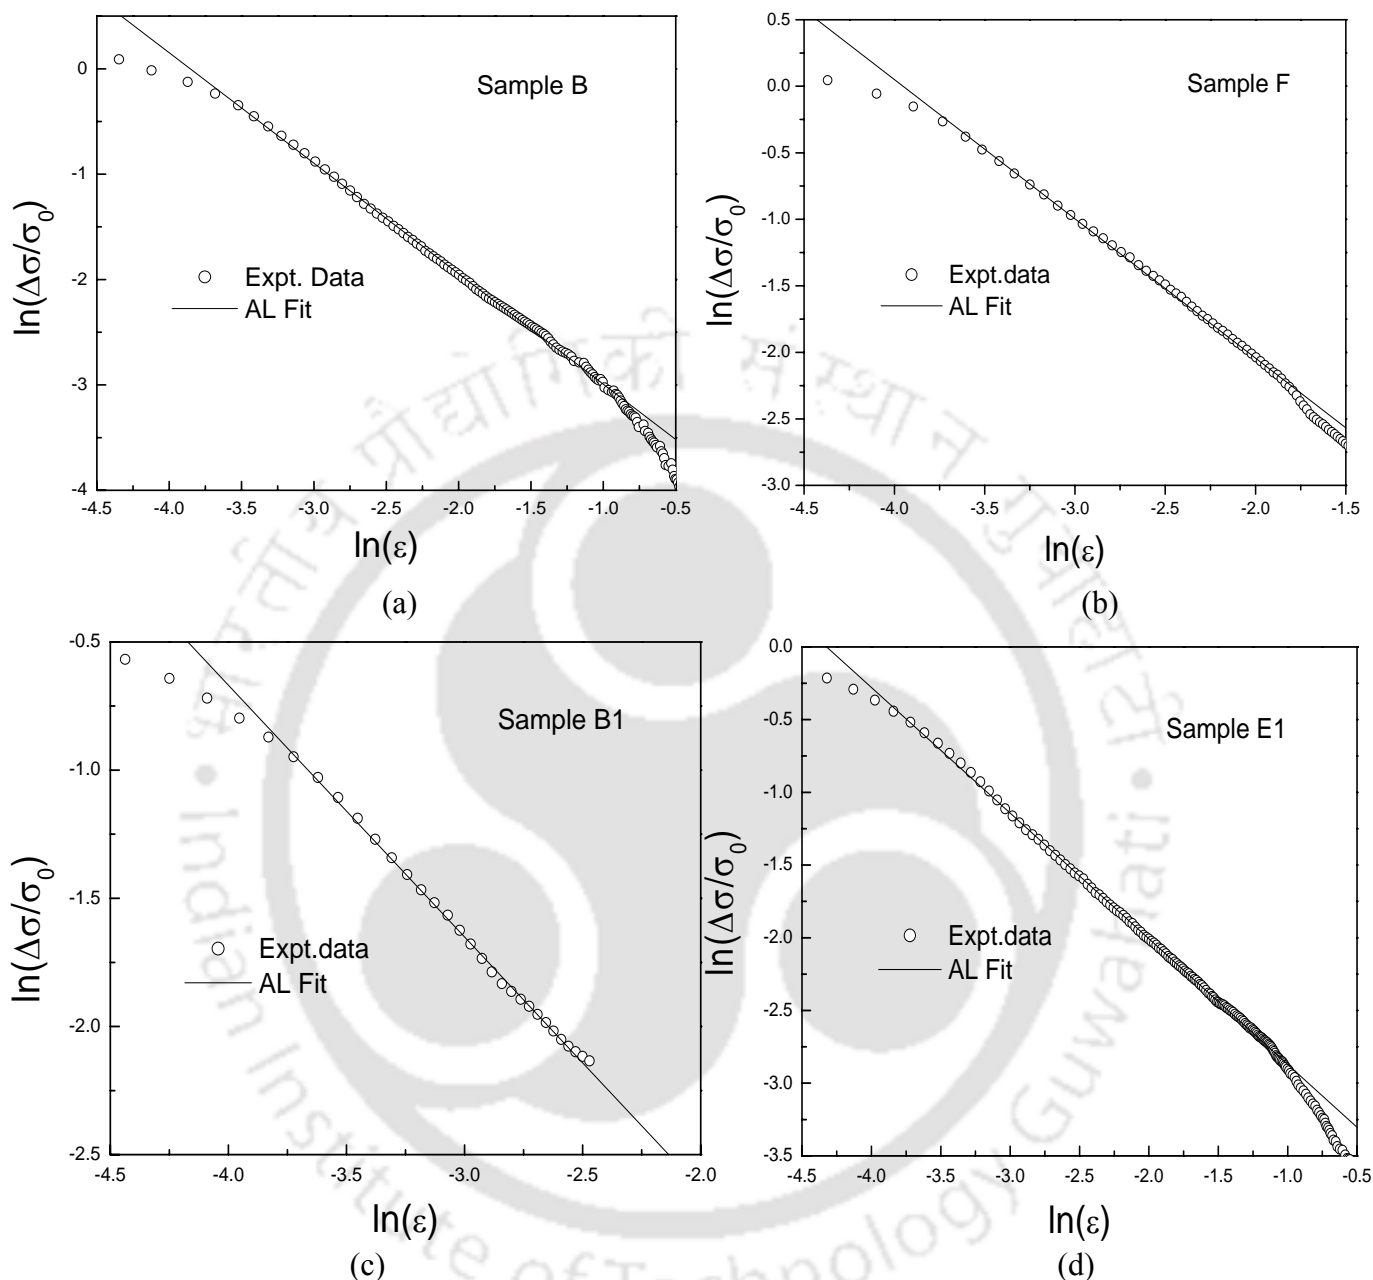 0
-1
-2
-3
-4
-4.5 -4.0 -3.5 -3.0 -2.5 -2.0 -1.5 -1.0 -0.5
ln(Δσ/σ₀)
ln(ε)
Sample B
Expt. Data
AL Fit
(a)
0.5
0.0
-0.5
-1.0
-1.5
-2.0
-2.5
-3.0
-4.5 -4.0 -3.5 -3.0 -2.5 -2.0 -1.5
ln(Δσ/σ₀)
ln(ε)
Sample F
Expt.data
AL Fit
(b)
-0.5
-1.0
-1.5
-2.0
-2.5
-4.5 -4.0 -3.5 -3.0 -2.5 -2.0
ln(Δσ/σ₀)
ln(ε)
Sample B1
Expt.data
AL Fit
(c)
0.0
-0.5
-1.0
-1.5
-2.0
-2.5
-3.0
-3.5
-4.5 -4.0 -3.5 -3.0 -2.5 -2.0 -1.5 -1.0 -0.5
ln(Δσ/σ₀)
ln(ε)
Sample E1
Expt.data
AL Fit
(d)
भारतीय प्रौद्योगिकी संस्थान गुवाहाटी
Indian Institute of Technology Guwahati